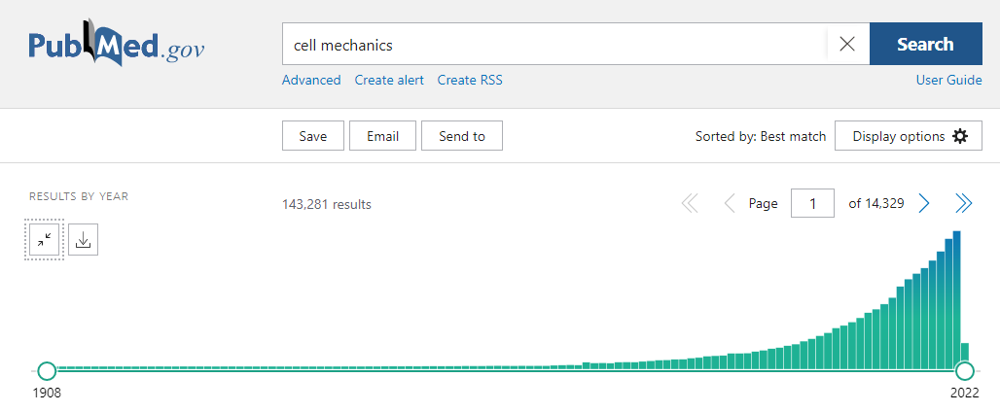 PubMed.gov
cell mechanics
Search
Advanced Create alert Create RSS User Guide
Save Email Send to Sorted by: Best match Display options
RESULTS BY YEAR
143,281 results Page 1 of 14,329
1908 2022